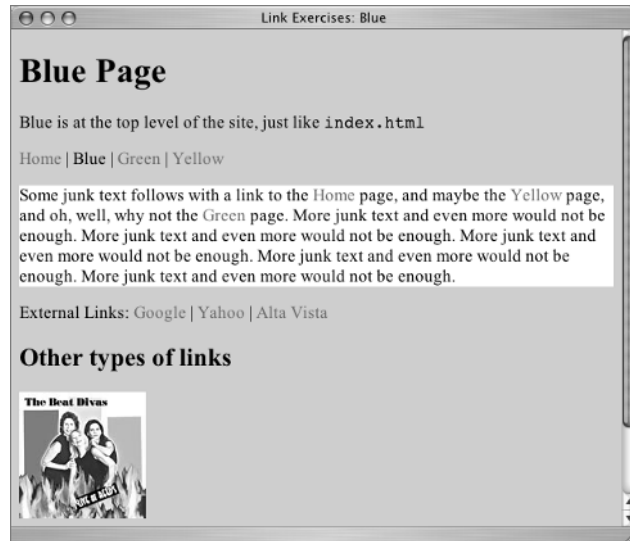 Link Exercises: Blue
Blue Page
Blue is at the top level of the site, just like index.html
Home | Blue | Green | Yellow
Some junk text follows with a link to the Home page, and maybe the Yellow page,
and oh, well, why not the Green page. More junk text and even more would not be
enough. More junk text and even more would not be enough. More junk text and
even more would not be enough. More junk text and even more would not be
enough. More junk text and even more would not be enough.
External Links: Google | Yahoo | Alta Vista
Other types of links
The Beat Divas